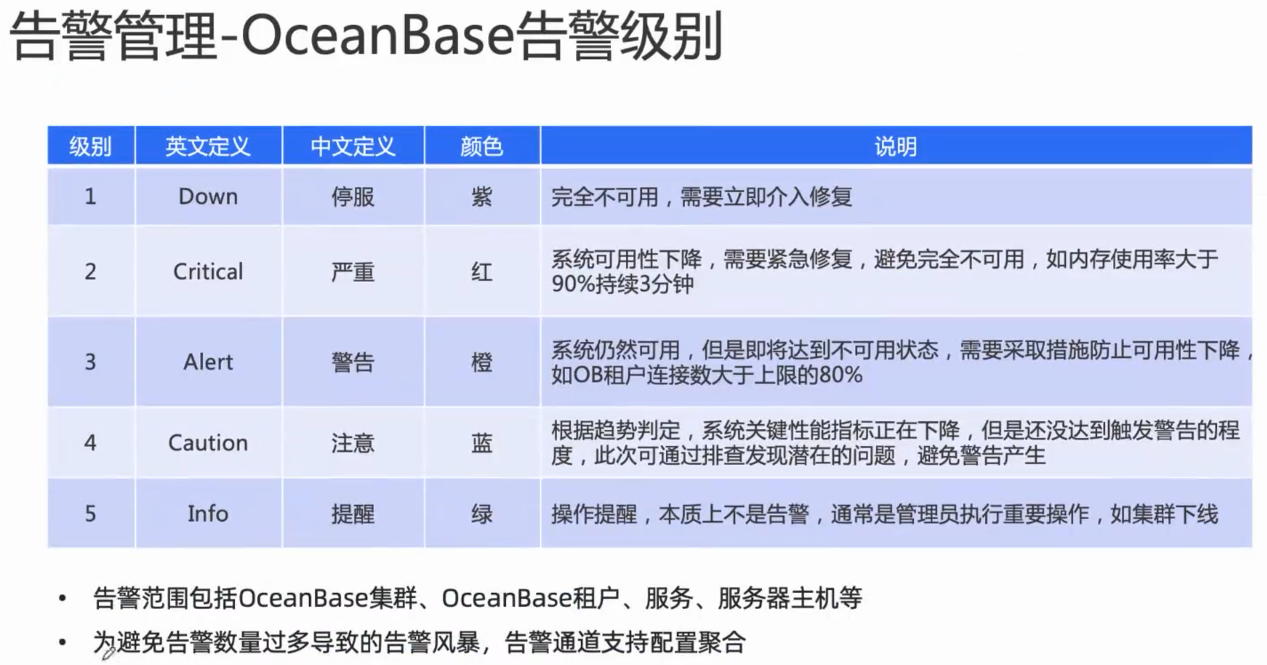 告警管理-OceanBase告警级别
级别 英文定义 中文定义 颜色 说明
1 Down 停服 紫 完全不可用，需要立即介入修复
2 Critical 严重 红 系统可用性下降，需要紧急修复，避免完全不可用，如内存使用率大于
90%持续3分钟
3 Alert 警告 橙 系统仍然可用，但是即将达到不可用状态，需要采取措施防止可用性下降，
如OB租户连接数大于上限的80%
4 Caution 注意 蓝 根据趋势判定，系统关键性能指标正在下降，但是还没达到触发警告的程
度，此次可通过排查发现潜在的问题，避免警告产生
5 Info 提醒 绿 操作提醒，本质上不是告警，通常是管理员执行重要操作，如集群下线
• 告警范围包括OceanBase集群、OceanBase租户、服务、服务器主机等
• 为避免告警数量过多导致的告警风暴，告警通道支持配置聚合